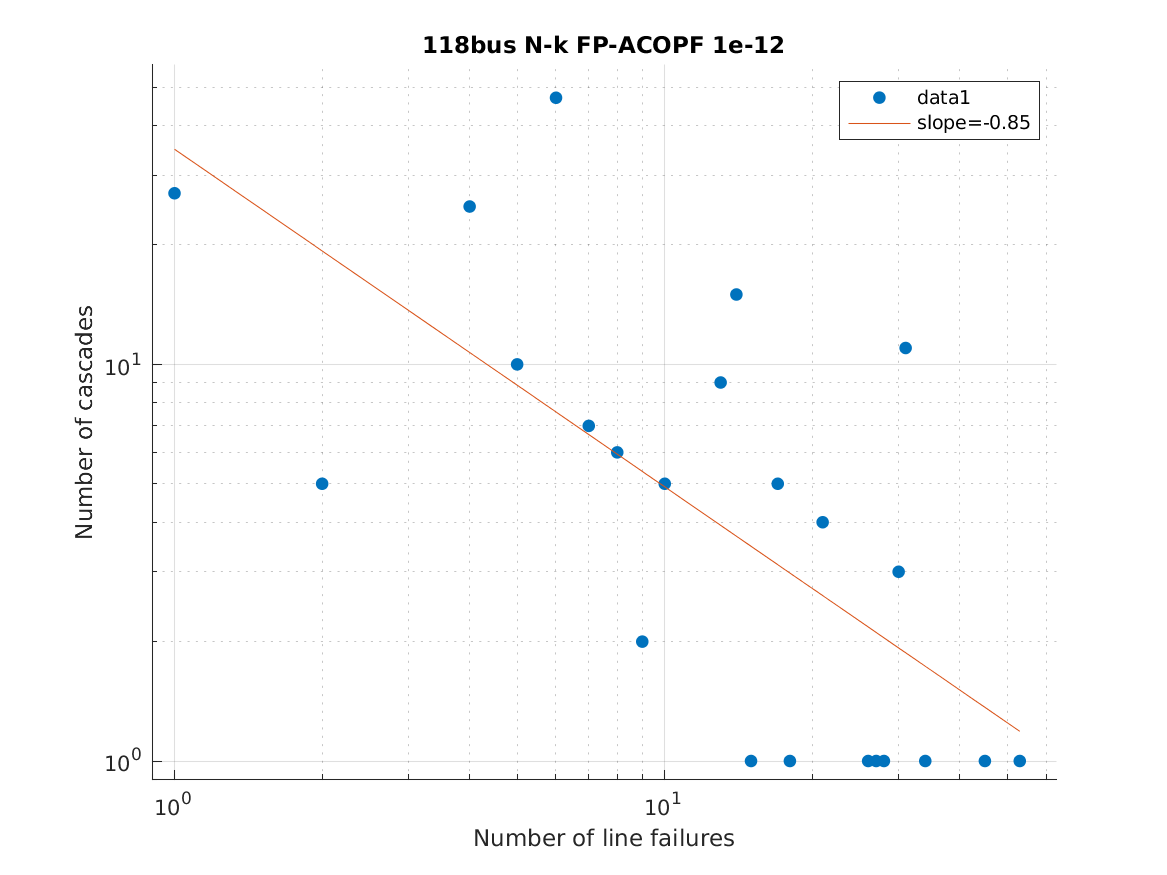 118bus N-k FP-ACOPF 1e-12
data1
slope=-0.85
Number of cascades
10^1
10^0
10^0
10^1
Number of line failures